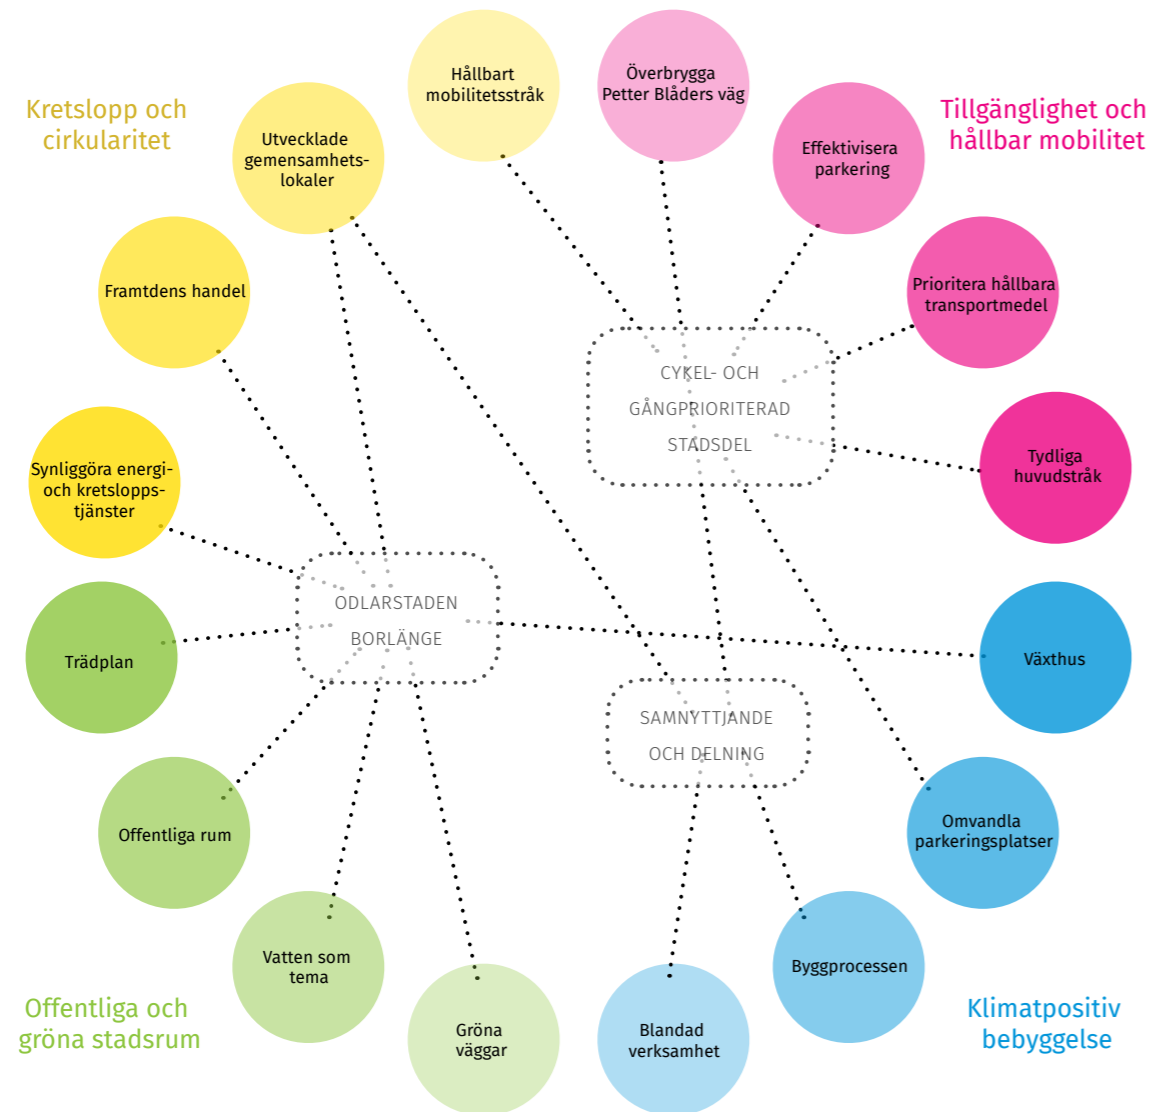 Kretslopp och
cirkularitet
Hållbart
mobilitetsstråk
Överbrygga
Petter Blåders väg
Tillgänglighet och
hållbar mobilitet
Utvecklade
gemensamhets-
lokaler
Effektivisera
parkering
Framtdens handel
Prioritera hållbara
transportmedel
CYKEL- OCH
GÅNGPRIORITERAD
STADSDEL
Synliggöra energi-
och kretslopps-
tjänster
Tydliga
huvudstråk
ODLARSTADEN
BORLÄNGE
Trädplan
Växthus
SAMNYTTJANDE
OCH DELNING
Offentliga rum
Omvandla
parkeringsplatser
Vatten som
tema
Byggprocessen
Offentliga och
gröna stadsrum
Gröna
väggar
Blandad
verksamhet
Klimatpositiv
bebyggelse